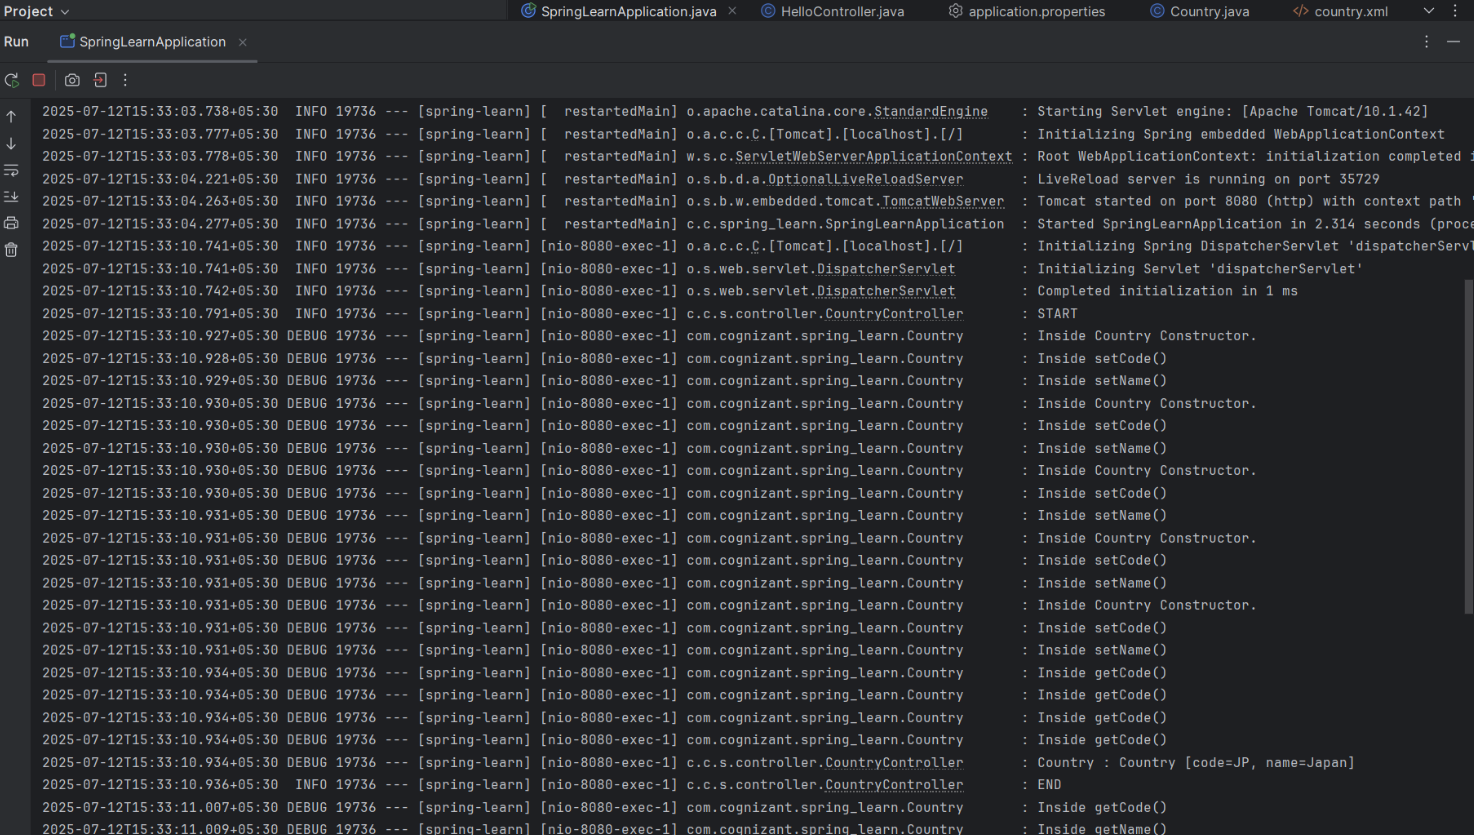 Project
SpringLearnApplication.java
HelloController.java
application.properties
Country.java
country.xml
Run
SpringLearnApplication
2025-07-12T15:33:03.738+05:30  INFO 19736 --- [spring-learn] [  restartedMain] o.apache.catalina.core.StandardEngine    : Starting Servlet engine: [Apache Tomcat/10.1.42]
2025-07-12T15:33:03.777+05:30  INFO 19736 --- [spring-learn] [  restartedMain] o.a.c.c.C.[Tomcat].[localhost].[/]       : Initializing Spring embedded WebApplicationContext
2025-07-12T15:33:03.778+05:30  INFO 19736 --- [spring-learn] [  restartedMain] w.s.c.ServletWebServerApplicationContext : Root WebApplicationContext: initialization completed i
2025-07-12T15:33:04.221+05:30  INFO 19736 --- [spring-learn] [  restartedMain] o.s.b.d.a.OptionalLiveReloadServer       : LiveReload server is running on port 35729
2025-07-12T15:33:04.263+05:30  INFO 19736 --- [spring-learn] [  restartedMain] o.s.b.w.embedded.tomcat.TomcatWebServer  : Tomcat started on port 8080 (http) with context path '
2025-07-12T15:33:04.277+05:30  INFO 19736 --- [spring-learn] [  restartedMain] c.c.spring_learn.SpringLearnApplication  : Started SpringLearnApplication in 2.314 seconds (proce
2025-07-12T15:33:10.741+05:30  INFO 19736 --- [spring-learn] [nio-8080-exec-1] o.a.c.c.C.[Tomcat].[localhost].[/]       : Initializing Spring DispatcherServlet 'dispatcherServl
2025-07-12T15:33:10.741+05:30  INFO 19736 --- [spring-learn] [nio-8080-exec-1] o.s.web.servlet.DispatcherServlet        : Initializing Servlet 'dispatcherServlet'
2025-07-12T15:33:10.742+05:30  INFO 19736 --- [spring-learn] [nio-8080-exec-1] o.s.web.servlet.DispatcherServlet        : Completed initialization in 1 ms
2025-07-12T15:33:10.791+05:30  INFO 19736 --- [spring-learn] [nio-8080-exec-1] c.c.s.controller.CountryController       : START
2025-07-12T15:33:10.927+05:30 DEBUG 19736 --- [spring-learn] [nio-8080-exec-1] com.cognizant.spring_learn.Country       : Inside Country Constructor.
2025-07-12T15:33:10.928+05:30 DEBUG 19736 --- [spring-learn] [nio-8080-exec-1] com.cognizant.spring_learn.Country       : Inside setCode()
2025-07-12T15:33:10.929+05:30 DEBUG 19736 --- [spring-learn] [nio-8080-exec-1] com.cognizant.spring_learn.Country       : Inside setName()
2025-07-12T15:33:10.930+05:30 DEBUG 19736 --- [spring-learn] [nio-8080-exec-1] com.cognizant.spring_learn.Country       : Inside Country Constructor.
2025-07-12T15:33:10.930+05:30 DEBUG 19736 --- [spring-learn] [nio-8080-exec-1] com.cognizant.spring_learn.Country       : Inside setCode()
2025-07-12T15:33:10.930+05:30 DEBUG 19736 --- [spring-learn] [nio-8080-exec-1] com.cognizant.spring_learn.Country       : Inside setName()
2025-07-12T15:33:10.930+05:30 DEBUG 19736 --- [spring-learn] [nio-8080-exec-1] com.cognizant.spring_learn.Country       : Inside Country Constructor.
2025-07-12T15:33:10.930+05:30 DEBUG 19736 --- [spring-learn] [nio-8080-exec-1] com.cognizant.spring_learn.Country       : Inside setCode()
2025-07-12T15:33:10.931+05:30 DEBUG 19736 --- [spring-learn] [nio-8080-exec-1] com.cognizant.spring_learn.Country       : Inside setName()
2025-07-12T15:33:10.931+05:30 DEBUG 19736 --- [spring-learn] [nio-8080-exec-1] com.cognizant.spring_learn.Country       : Inside Country Constructor.
2025-07-12T15:33:10.931+05:30 DEBUG 19736 --- [spring-learn] [nio-8080-exec-1] com.cognizant.spring_learn.Country       : Inside setCode()
2025-07-12T15:33:10.931+05:30 DEBUG 19736 --- [spring-learn] [nio-8080-exec-1] com.cognizant.spring_learn.Country       : Inside setName()
2025-07-12T15:33:10.931+05:30 DEBUG 19736 --- [spring-learn] [nio-8080-exec-1] com.cognizant.spring_learn.Country       : Inside Country Constructor.
2025-07-12T15:33:10.931+05:30 DEBUG 19736 --- [spring-learn] [nio-8080-exec-1] com.cognizant.spring_learn.Country       : Inside setCode()
2025-07-12T15:33:10.931+05:30 DEBUG 19736 --- [spring-learn] [nio-8080-exec-1] com.cognizant.spring_learn.Country       : Inside setName()
2025-07-12T15:33:10.934+05:30 DEBUG 19736 --- [spring-learn] [nio-8080-exec-1] com.cognizant.spring_learn.Country       : Inside getCode()
2025-07-12T15:33:10.934+05:30 DEBUG 19736 --- [spring-learn] [nio-8080-exec-1] com.cognizant.spring_learn.Country       : Inside getCode()
2025-07-12T15:33:10.934+05:30 DEBUG 19736 --- [spring-learn] [nio-8080-exec-1] com.cognizant.spring_learn.Country       : Inside getCode()
2025-07-12T15:33:10.934+05:30 DEBUG 19736 --- [spring-learn] [nio-8080-exec-1] com.cognizant.spring_learn.Country       : Inside getCode()
2025-07-12T15:33:10.934+05:30 DEBUG 19736 --- [spring-learn] [nio-8080-exec-1] c.c.s.controller.CountryController       : Country : Country [code=JP, name=Japan]
2025-07-12T15:33:10.936+05:30  INFO 19736 --- [spring-learn] [nio-8080-exec-1] c.c.s.controller.CountryController       : END
2025-07-12T15:33:11.007+05:30 DEBUG 19736 --- [spring-learn] [nio-8080-exec-1] com.cognizant.spring_learn.Country       : Inside getCode()
2025-07-12T15:33:11.009+05:30 DEBUG 19736 --- [spring-learn] [nio-8080-exec-1] com.cognizant.spring_learn.Country       : Inside getName()